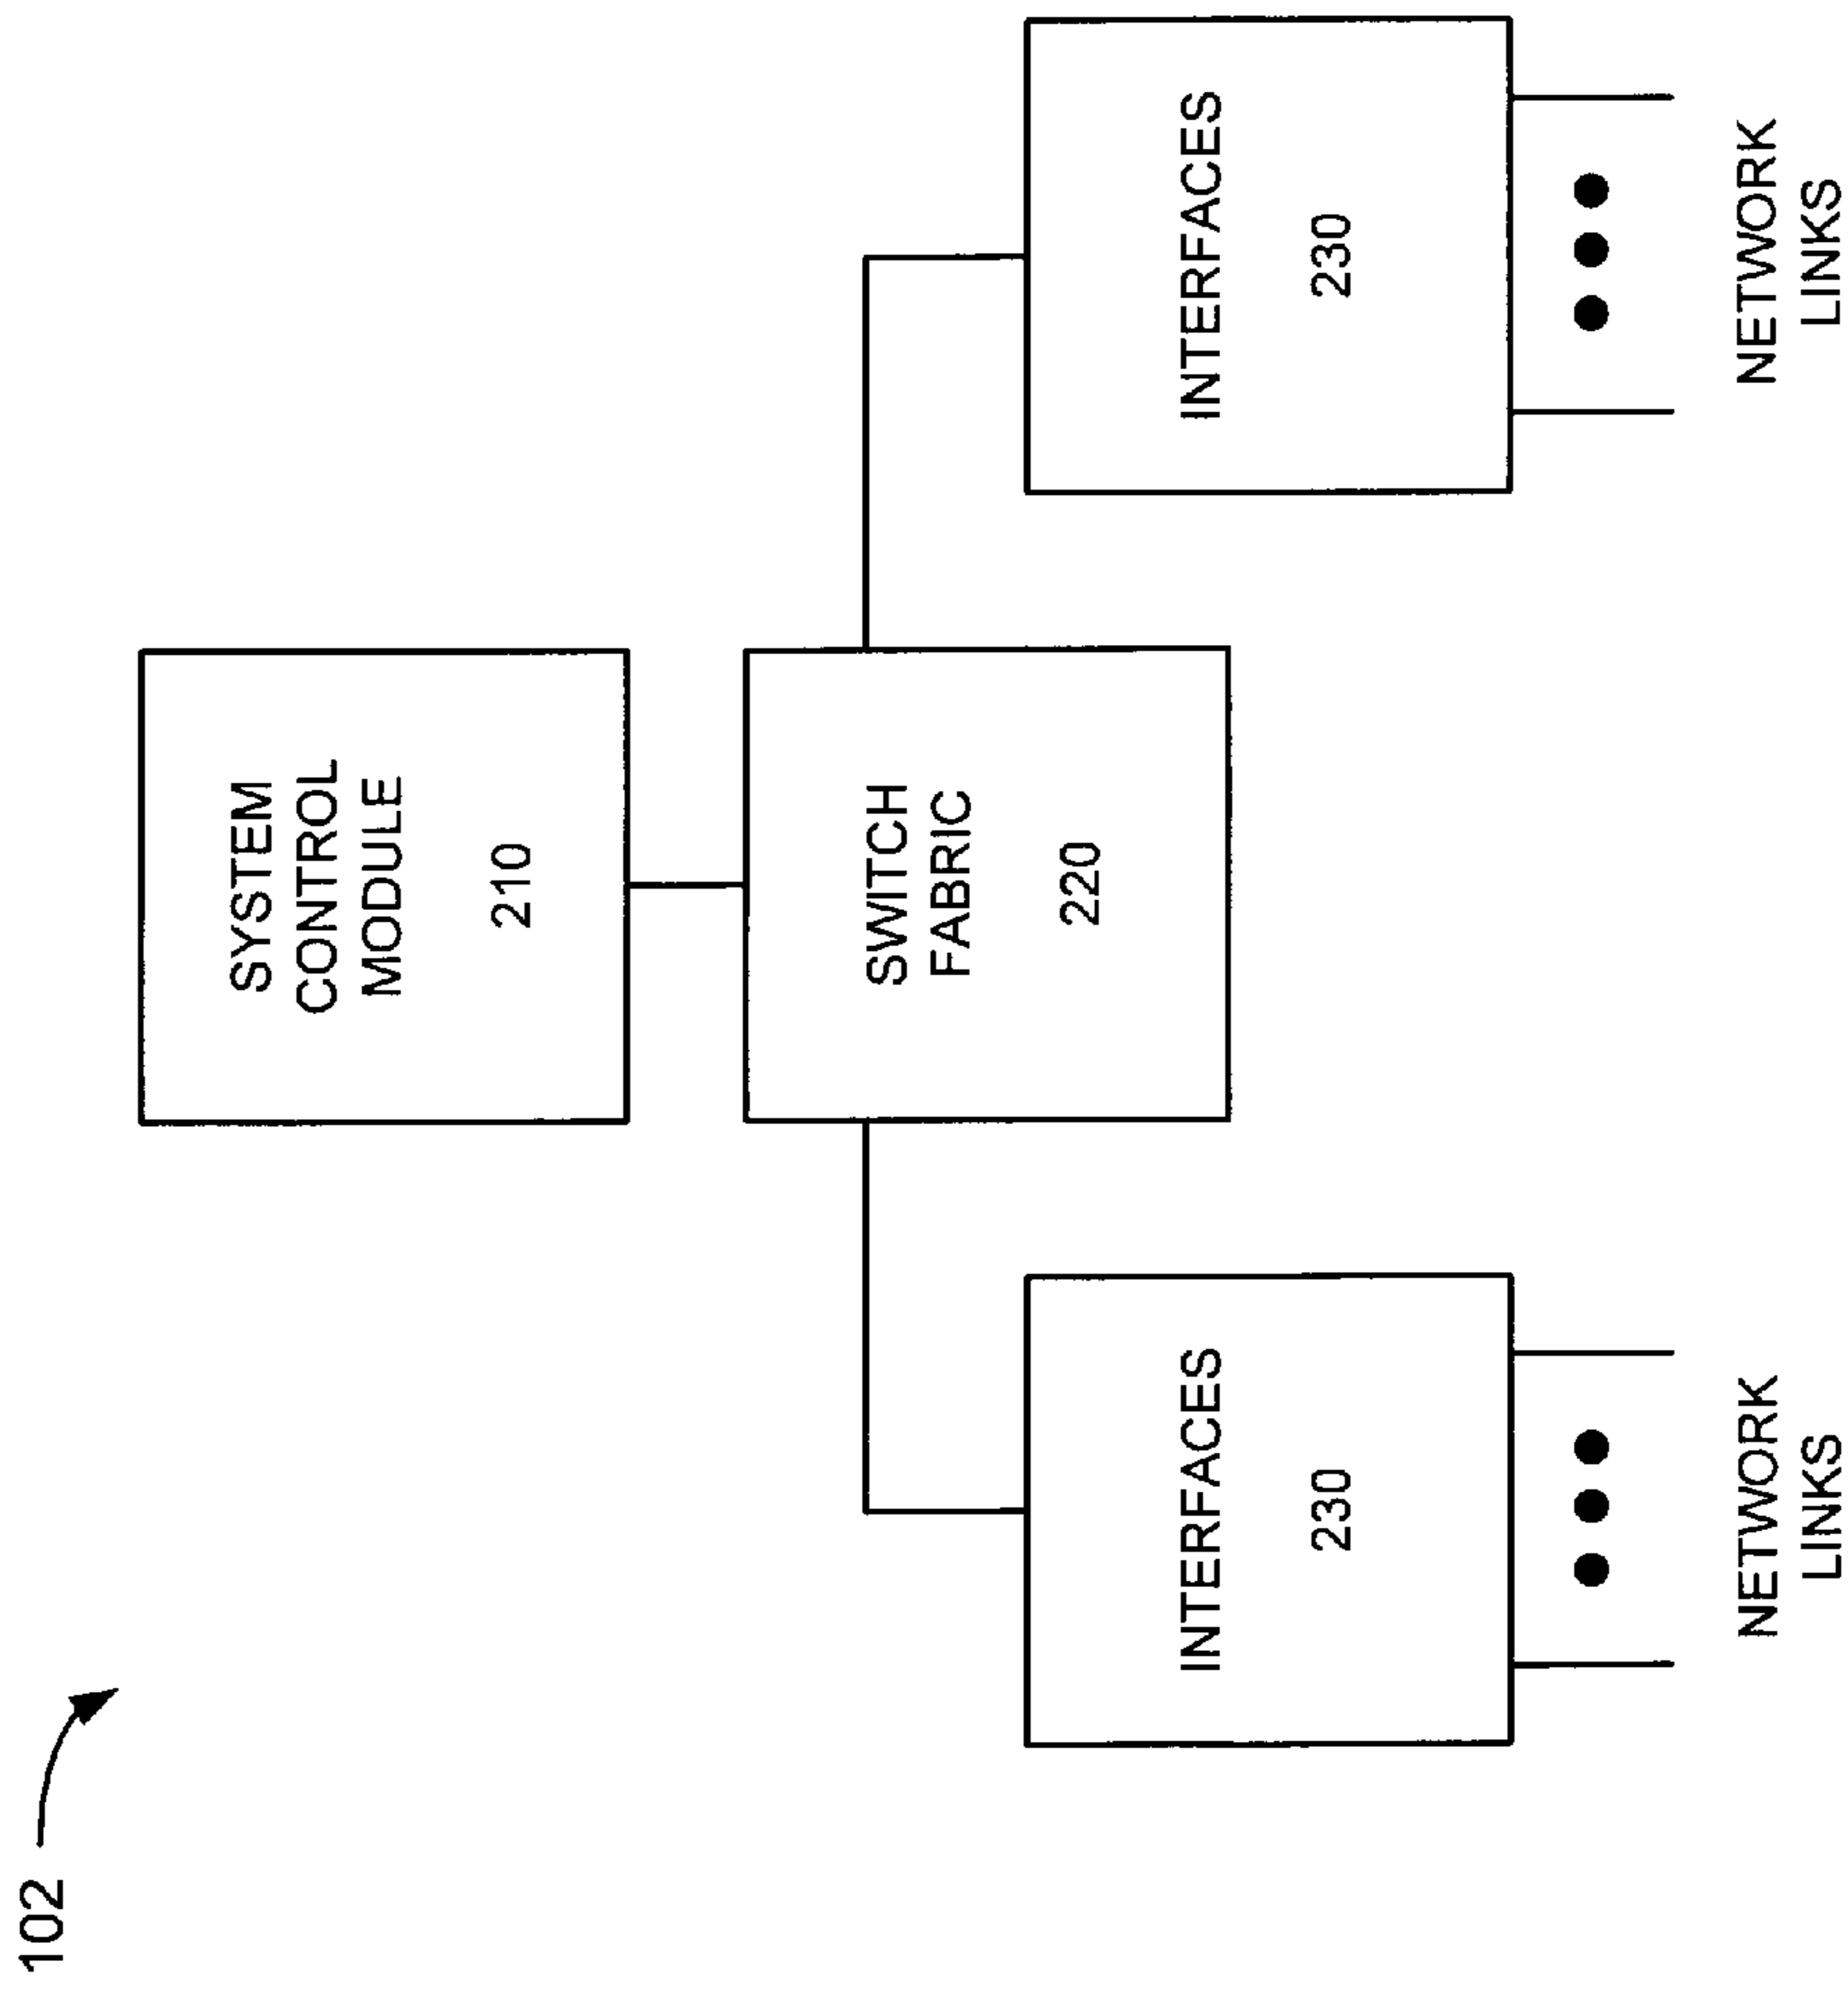 102
SYSTEM
CONTROL
MODULE
210
SWITCH
FABRIC
220
INTERFACES
230
INTERFACES
230
NETWORK
LINKS
NETWORK
LINKS